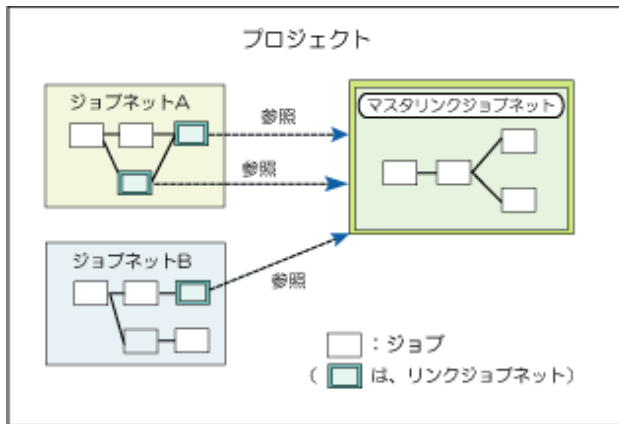 プロジェクト
ジョブネットA
マスタリンクジョブネット
参照
参照
ジョブネットB
参照
：ジョブ
（ は、リンクジョブネット）